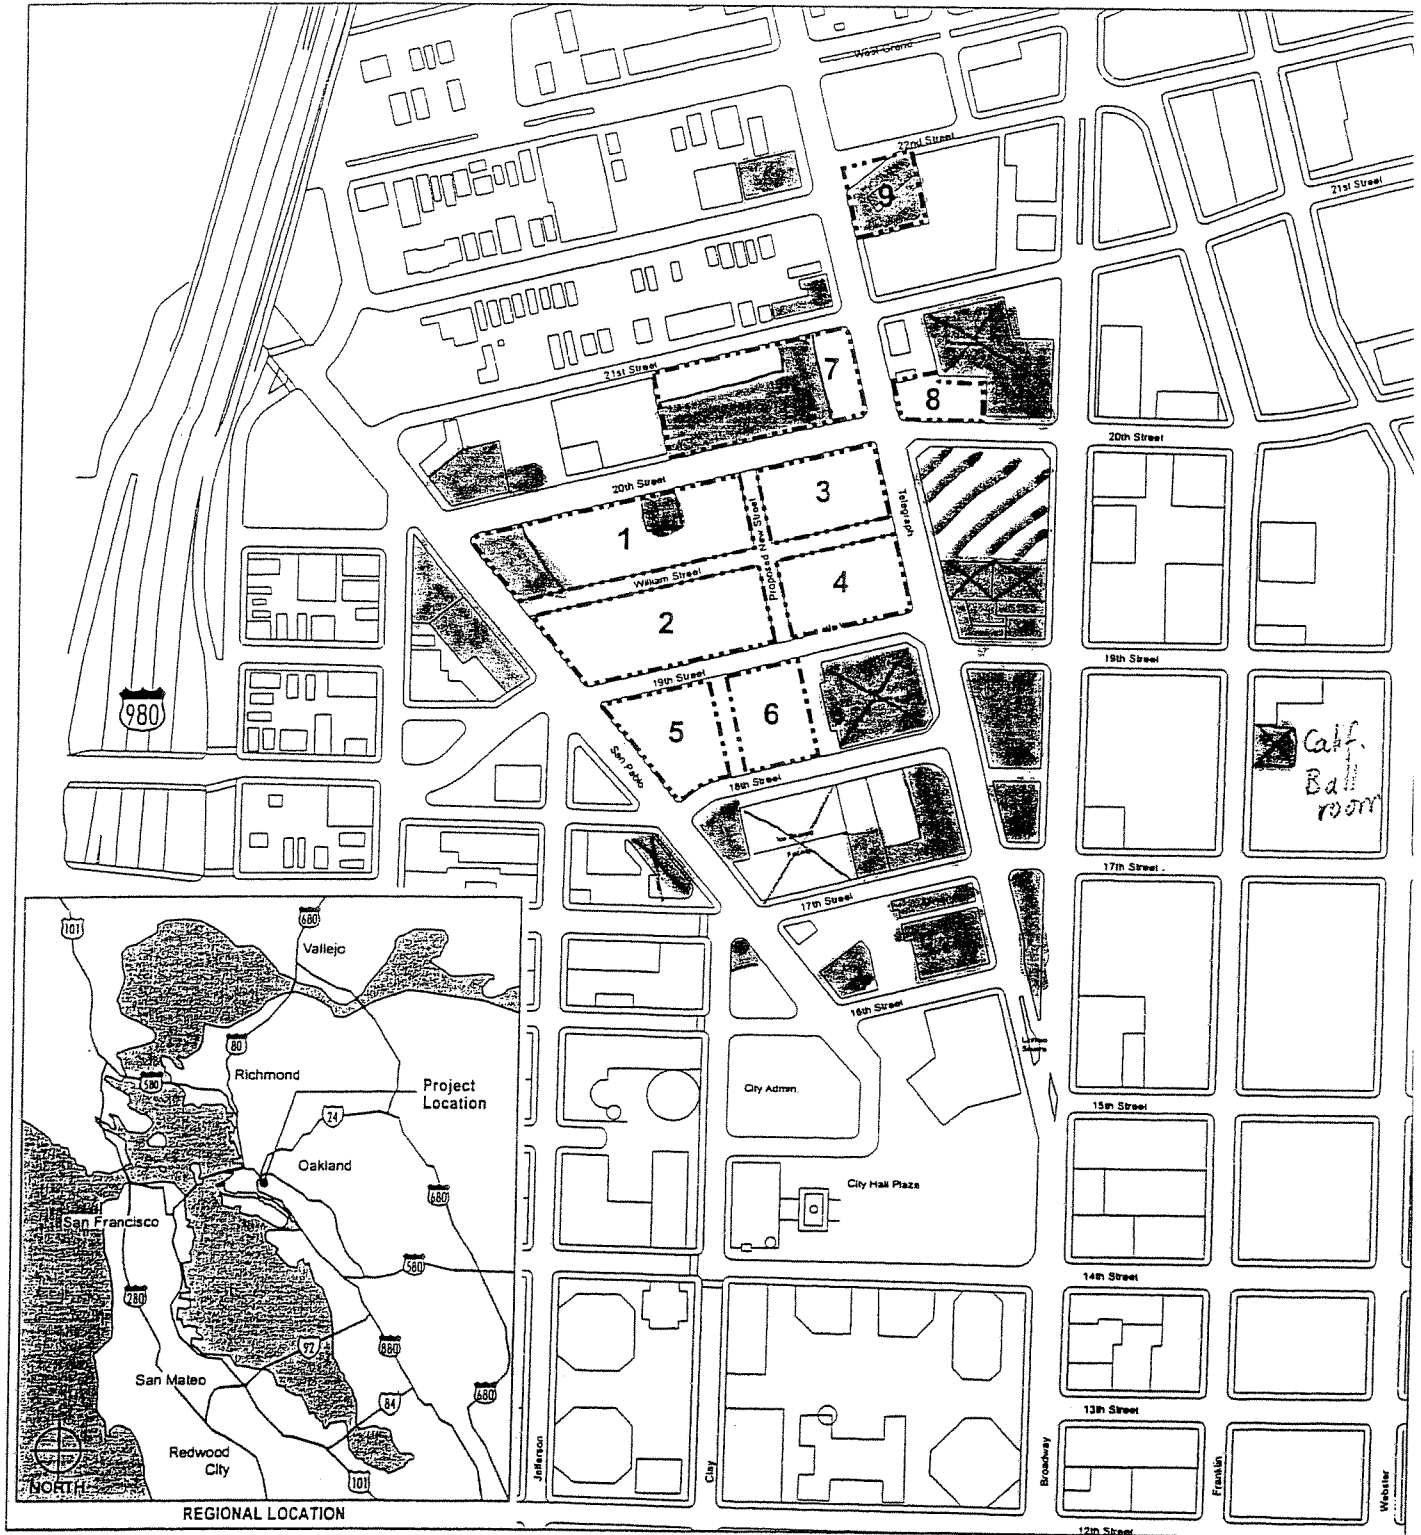 West Grand
22nd Street
21st Street
9
21st Street
7
8
20th Street
20th Street
3
Telegraph
1
Proposed New Street
William Street
4
2
19th Street
19th Street
980
5
6
San Pablo
18th Street
Calif.
Ball
room
17th Street
17th Street
16th Street
City Admin.
15th Street
City Hall Plaza
14th Street
13th Street
12th Street
Jefferson
Clay
Broadway
Franklin
Webster
101
680
Vallejo
80
Richmond
580
Project
Location
24
Oakland
680
San Francisco
580
280
92
880
San Mateo
84
680
Redwood
City
101
NORTH
REGIONAL LOCATION